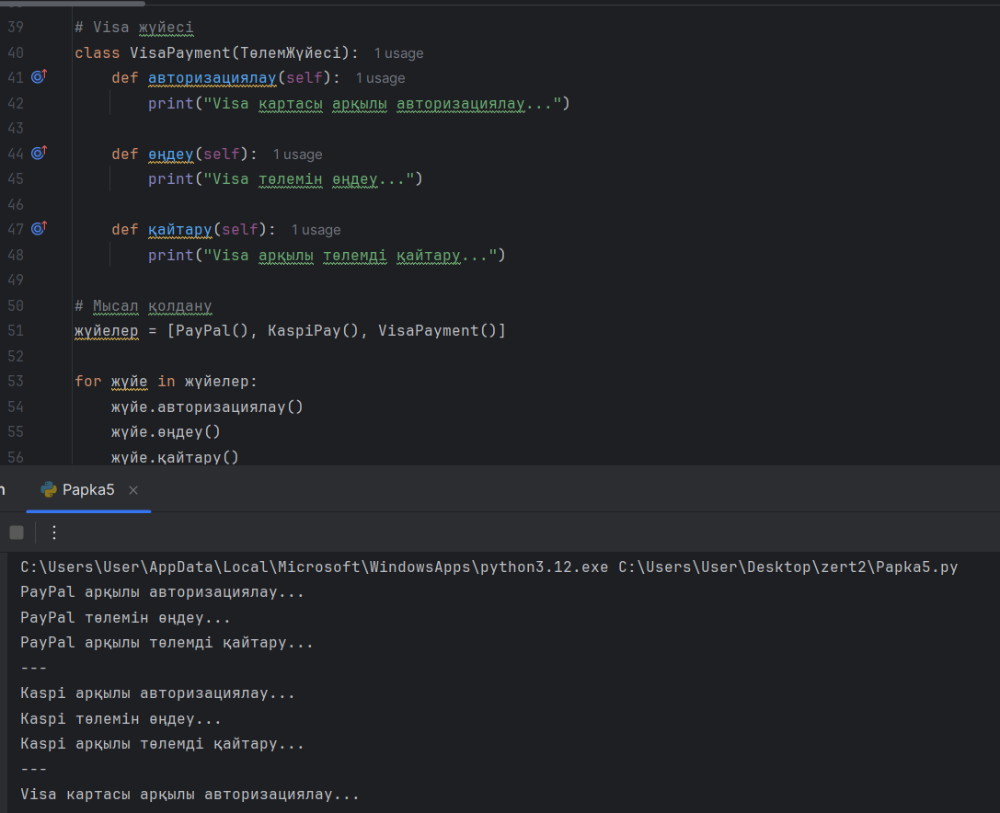 39 # Visa жүйесі
40 class VisaPayment(ТөлемЖүйесі): 1 usage
41 def авторизациялау(self): 1 usage
42 print("Visa картасы арқылы авторизациялау...")
43
44 def өңдеу(self): 1 usage
45 print("Visa төлемін өңдеу...")
46
47 def қайтару(self): 1 usage
48 print("Visa арқылы төлемді қайтару...")
49
50 # Мысал қолдану
51 жүйелер = [PayPal(), KaspiPay(), VisaPayment()]
52
53 for жүйе in жүйелер:
54 жүйе.авторизациялау()
55 жүйе.өңдеу()
56 жүйе.қайтару()
Papka5
C:\Users\User\AppData\Local\Microsoft\WindowsApps\python3.12.exe C:\Users\User\Desktop\zert2\Papka5.py
PayPal арқылы авторизациялау...
PayPal төлемін өңдеу...
PayPal арқылы төлемді қайтару...
---
Kaspi арқылы авторизациялау...
Kaspi төлемін өңдеу...
Kaspi арқылы төлемді қайтару...
---
Visa картасы арқылы авторизациялау...